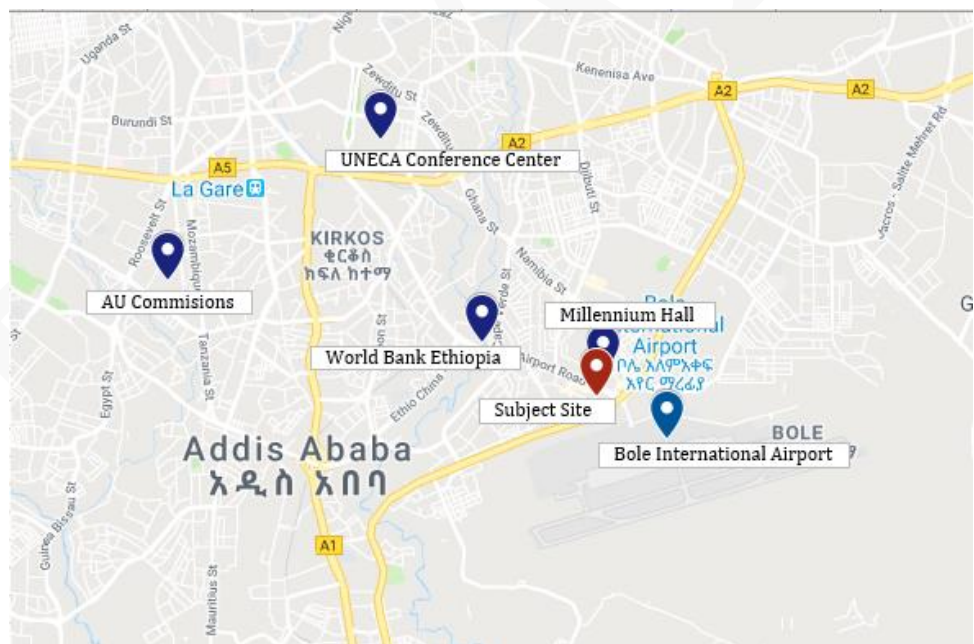 Uganda St
Zewditu St
Kenenisa Ave
A2
A2
Burundi St
Zewditu
A2
UNECA Conference Center
A5
La Gare
Djibuti St
Ghana St
Roosevelt St
Mozambique
KIRKOS
ቂርቆስ
ክፍለ ከተማ
Namibia St
AU Commisions
Millennium Hall
World Bank Ethiopia
Airport
Airport Road
ቦሌ አለምአቀፍ
አየር ማረፊያ
Tanzania St
Egypt St
Ethio China
Subject Site
Addis Ababa
አዲስ አበባ
BOLE
Bole International Airport
A1
Guinea Bissau St
Mauritius St